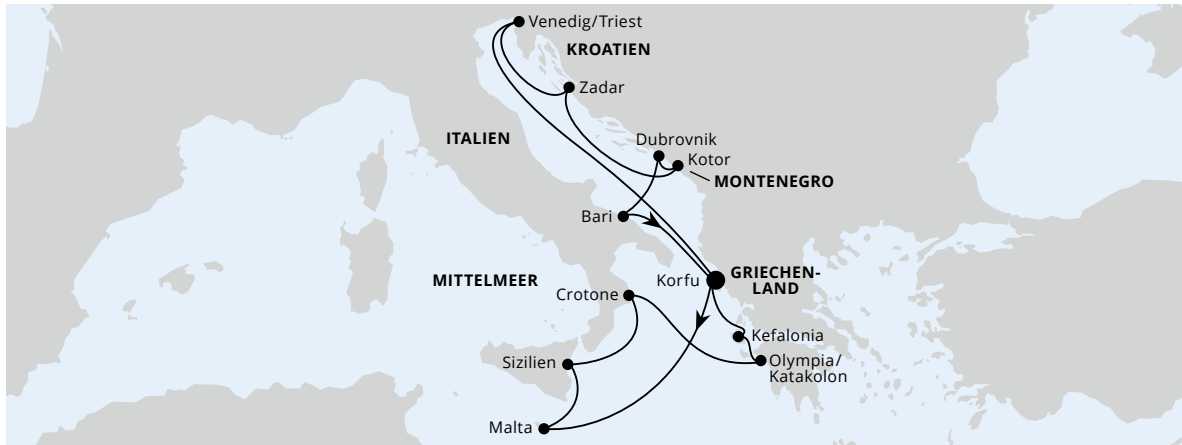 Venedig/Triest
KROATIEN
Zadar
ITALIEN
Dubrovnik
Kotor
MONTENEGRO
Bari
MITTELMEER
Korfu
GRIECHEN-
LAND
Crotone
Kefalonia
Sizilien
Olympia/
Katakolon
Malta